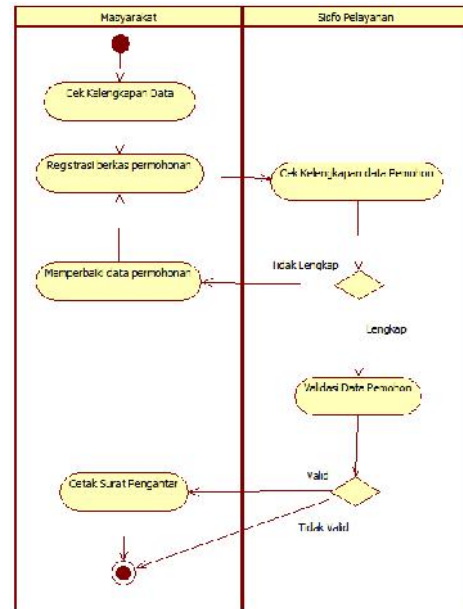 Masyarakat
Sisfo Pelayanan
Cek Kelengkapan Data
Registrasi berkas permohonan
Cek Kelengkapan data Pemohon
Tidak Lengkap
Memperbaiki data permohonan
Lengkap
Validasi Data Pemohon
Valid
Cetak Surat Pengantar
Tidak Valid